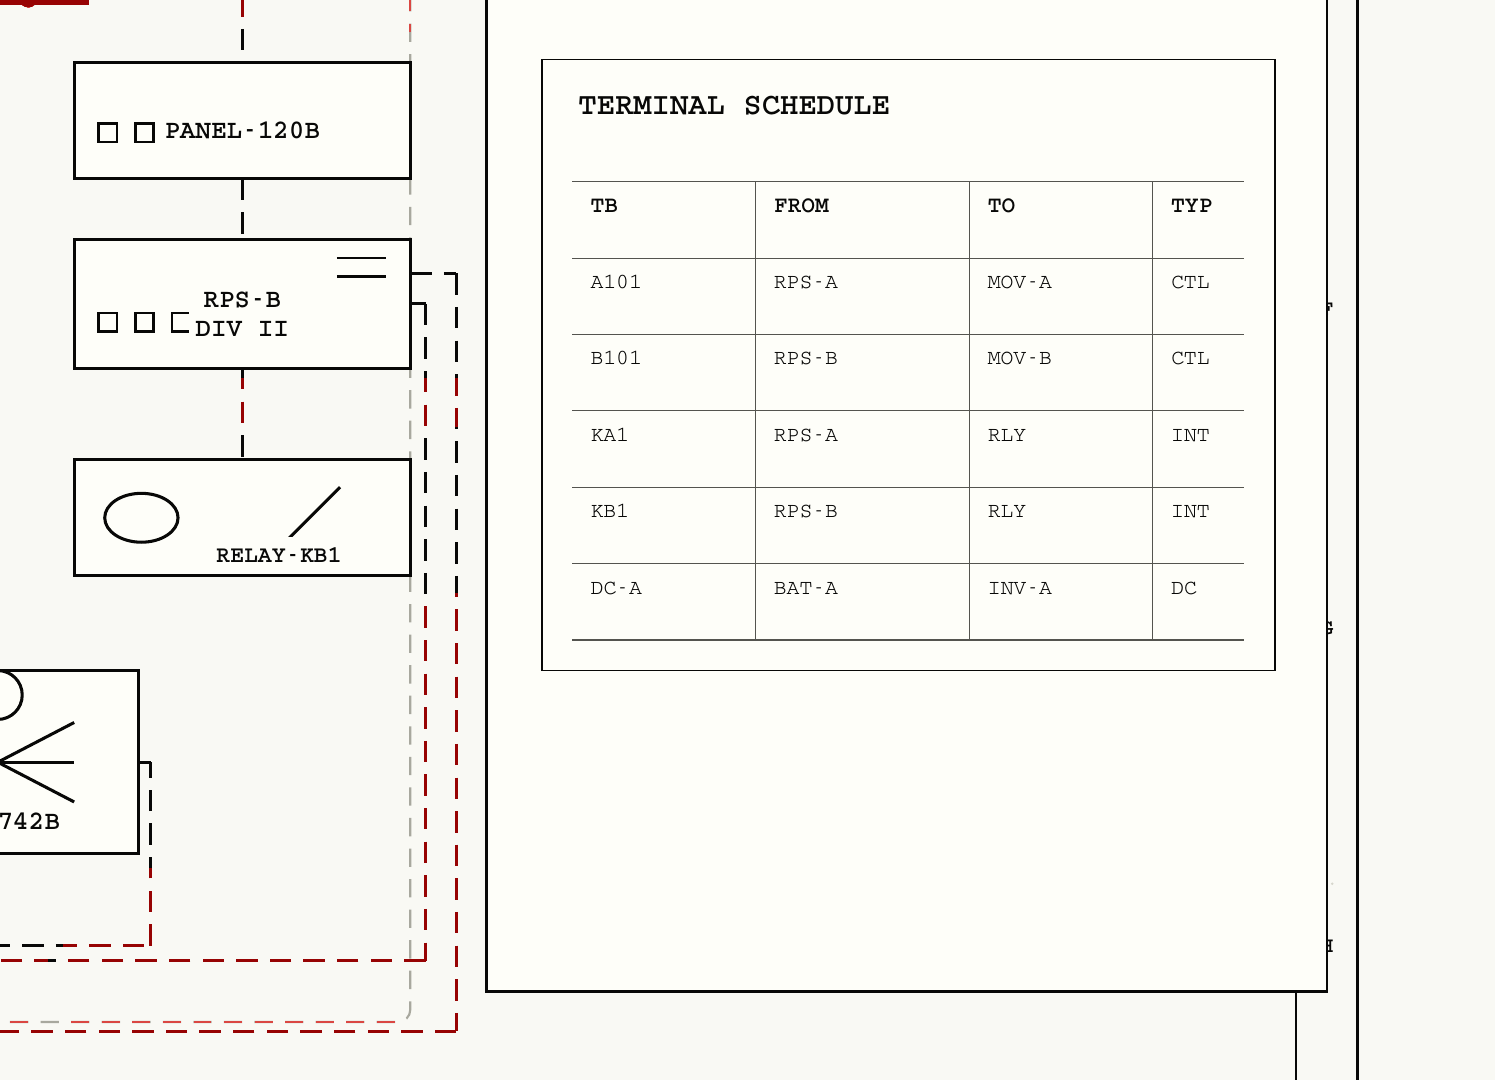 PANEL-120B
RPS-B
DIV II
RELAY-KB1
742B
TERMINAL SCHEDULE
TB FROM TO TYP
A101 RPS-A MOV-A CTL
B101 RPS-B MOV-B CTL
KA1 RPS-A RLY INT
KB1 RPS-B RLY INT
DC-A BAT-A INV-A DC